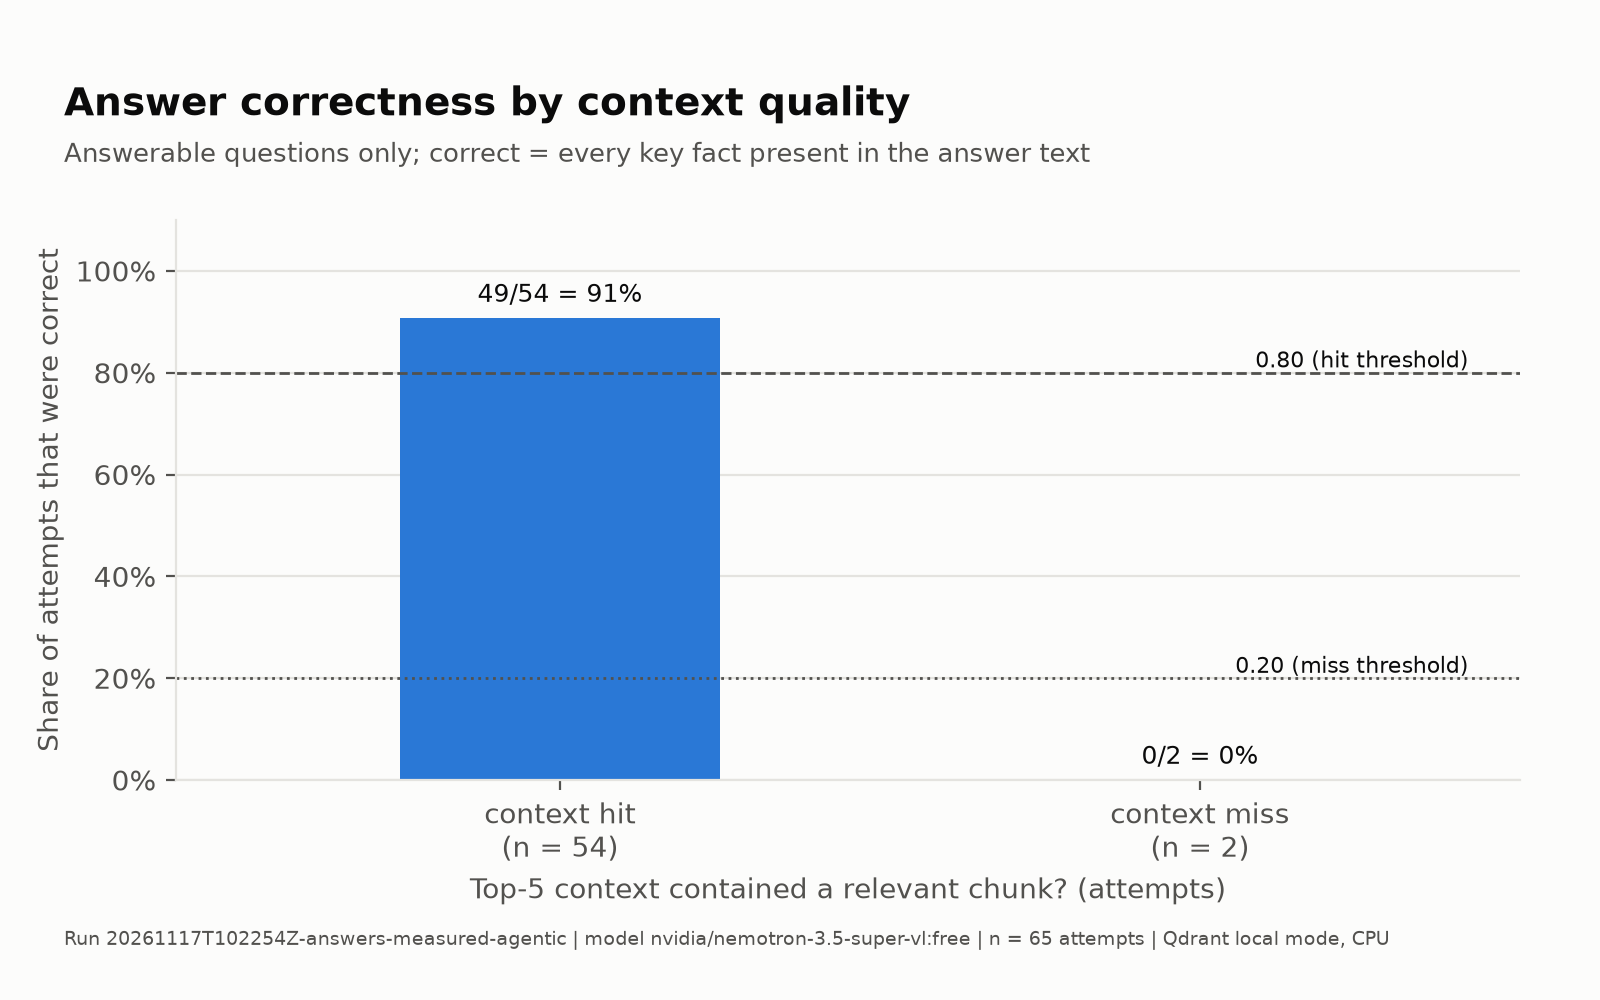 Answer correctness by context quality
Answerable questions only; correct = every key fact present in the answer text
Share of attempts that were correct
100%
80%
60%
40%
20%
0%
49/54 = 91%
0.80 (hit threshold)
0.20 (miss threshold)
0/2 = 0%
context hit
(n = 54)
context miss
(n = 2)
Top-5 context contained a relevant chunk? (attempts)
Run 20261117T102254Z-answers-measured-agentic | model nvidia/nemotron-3.5-super-vl:free | n = 65 attempts | Qdrant local mode, CPU